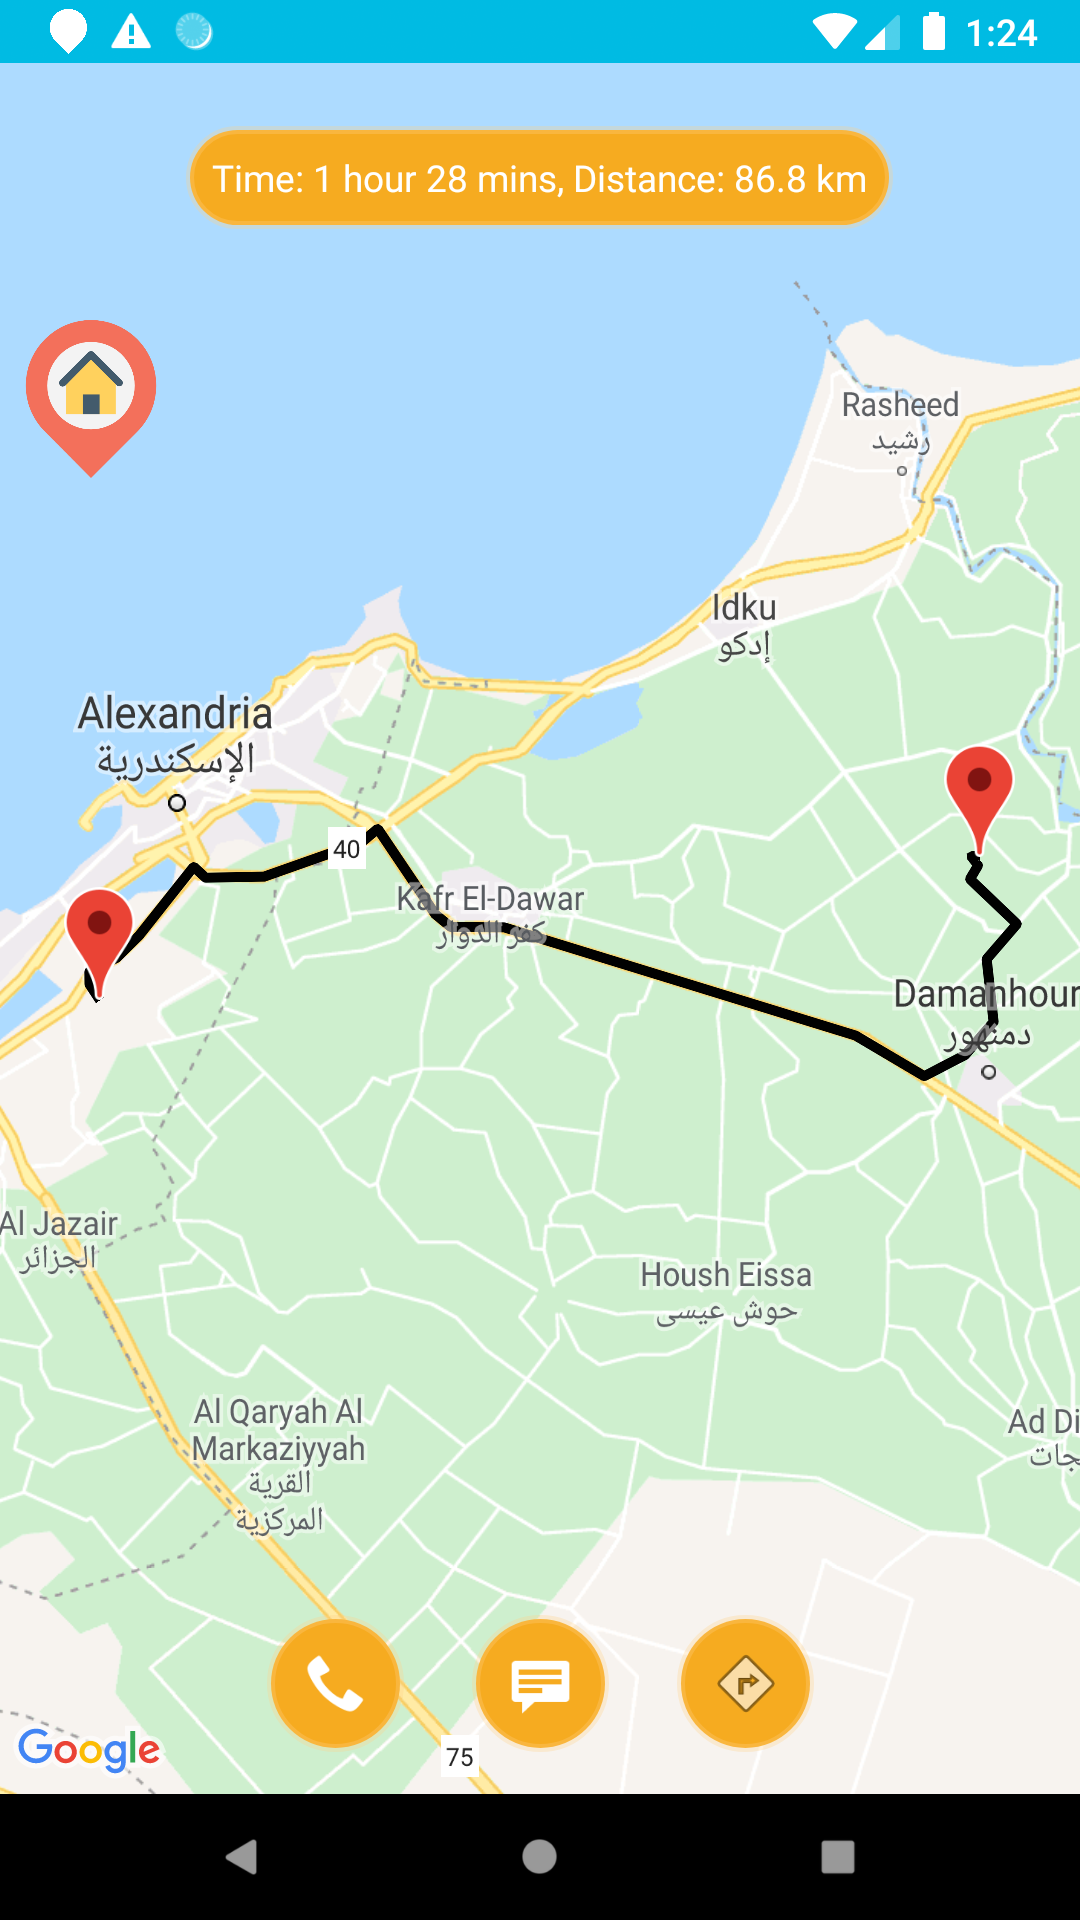 1:24
Time: 1 hour 28 mins, Distance: 86.8 km
Rasheed
رشيد
Idku
إدكو
Alexandria
الإسكندرية
40
Kafr El-Dawar
كفر الدوار
Damanhour
دمنهور
Al Jazair
الجزائر
Housh Eissa
حوش عيسى
Al Qaryah Al
Markaziyyah
القرية
المركزية
Ad Di
جات
Google
75